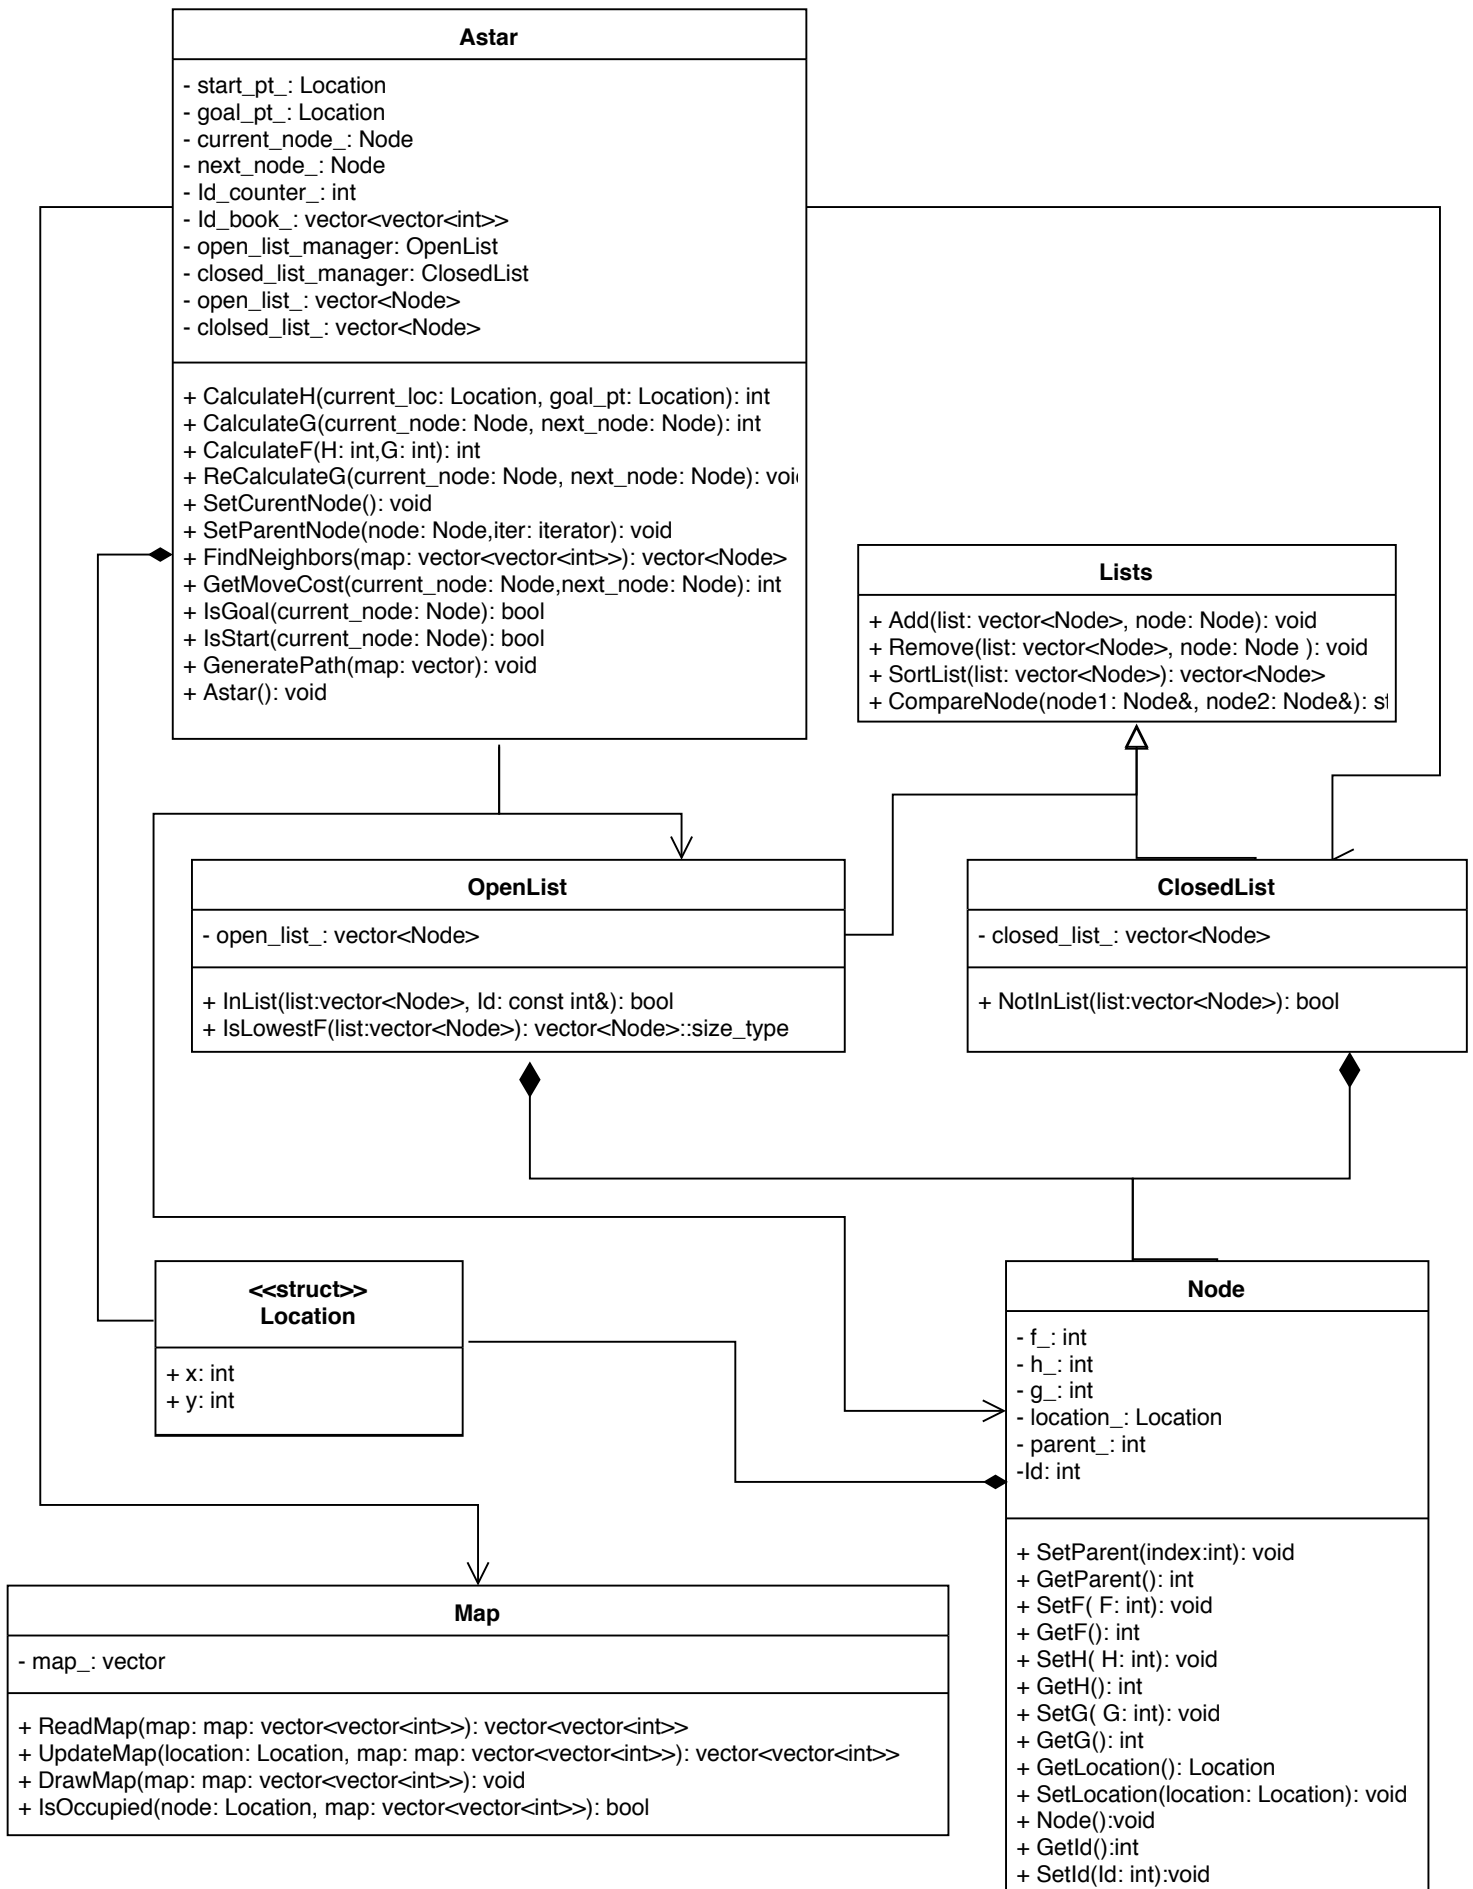 Astar
- start_pt_: Location
- goal_pt_: Location
- current_node_: Node
- next_node_: Node
- Id_counter_: int
- Id_book_: vector<vector<int>>
- open_list_manager: OpenList
- closed_list_manager: ClosedList
- open_list_: vector<Node>
- clolsed_list_: vector<Node>
+ CalculateH(current_loc: Location, goal_pt: Location): int
+ CalculateG(current_node: Node, next_node: Node): int
+ CalculateF(H: int,G: int): int
+ ReCalculateG(current_node: Node, next_node: Node): voi
+ SetCurentNode(): void
+ SetParentNode(node: Node,iter: iterator): void
+ FindNeighbors(map: vector<vector<int>>): vector<Node>
+ GetMoveCost(current_node: Node,next_node: Node): int
+ IsGoal(current_node: Node): bool
+ IsStart(current_node: Node): bool
+ GeneratePath(map: vector): void
+ Astar(): void
Lists
+ Add(list: vector<Node>, node: Node): void
+ Remove(list: vector<Node>, node: Node ): void
+ SortList(list: vector<Node>): vector<Node>
+ CompareNode(node1: Node&, node2: Node&): st
OpenList
- open_list_: vector<Node>
+ InList(list:vector<Node>, Id: const int&): bool
+ IsLowestF(list:vector<Node>): vector<Node>::size_type
ClosedList
- closed_list_: vector<Node>
+ NotInList(list:vector<Node>): bool
<<struct>>
Location
+ x: int
+ y: int
Node
- f_: int
- h_: int
- g_: int
- location_: Location
- parent_: int
-Id: int
+ SetParent(index:int): void
+ GetParent(): int
+ SetF( F: int): void
+ GetF(): int
+ SetH( H: int): void
+ GetH(): int
+ SetG( G: int): void
+ GetG(): int
+ GetLocation(): Location
+ SetLocation(location: Location): void
+ Node():void
+ GetId():int
+ SetId(Id: int):void
Map
- map_: vector
+ ReadMap(map: map: vector<vector<int>>): vector<vector<int>>
+ UpdateMap(location: Location, map: map: vector<vector<int>>): vector<vector<int>>
+ DrawMap(map: map: vector<vector<int>>): void
+ IsOccupied(node: Location, map: vector<vector<int>>): bool